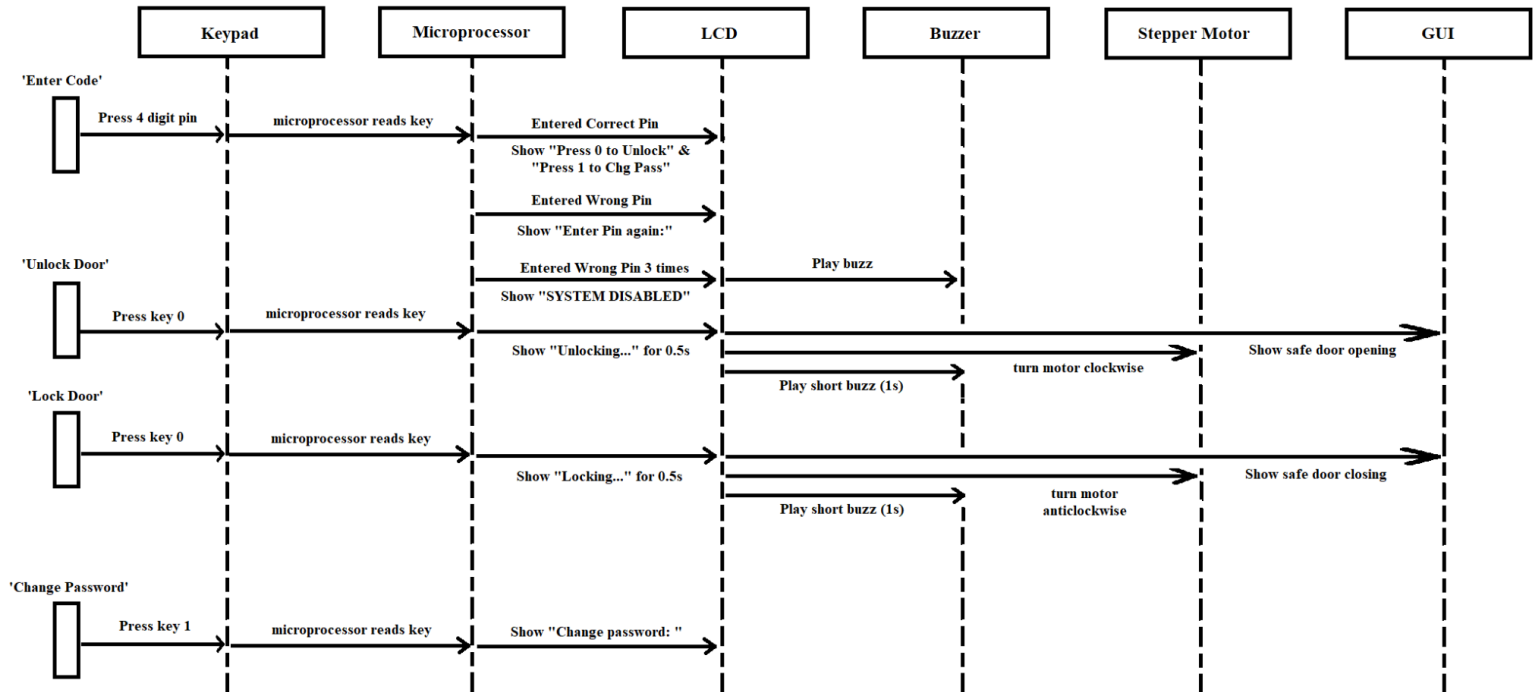 Keypad
Microprocessor
LCD
Buzzer
Stepper Motor
GUI
'Enter Code'
Press 4 digit pin
microprocessor reads key
Entered Correct Pin
Show "Press 0 to Unlock" &
"Press 1 to Chg Pass"
Entered Wrong Pin
Show "Enter Pin again:"
'Unlock Door'
Entered Wrong Pin 3 times
Play buzz
Show "SYSTEM DISABLED"
Press key 0
microprocessor reads key
Show "Unlocking..." for 0.5s
Show safe door opening
turn motor clockwise
Play short buzz (1s)
'Lock Door'
Press key 0
microprocessor reads key
Show "Locking..." for 0.5s
Show safe door closing
turn motor
anticlockwise
Play short buzz (1s)
'Change Password'
Press key 1
microprocessor reads key
Show "Change password: "